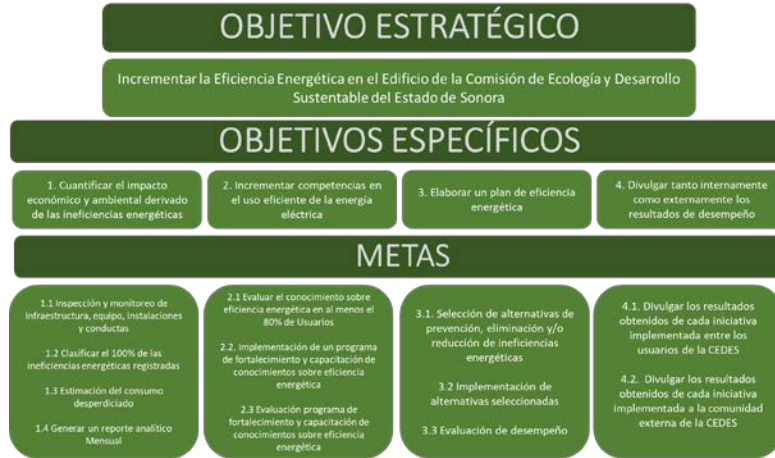 OBJETIVO ESTRATÉGICO
Incrementar la Eficiencia Energética en el Edificio de la Comisión de Ecología y Desarrollo
Sustentable del Estado de Sonora
OBJETIVOS ESPECÍFICOS
1. Cuantificar el impacto
económico y ambiental derivado
de las ineficiencias energéticas
2. Incrementar competencias en
el uso eficiente de la energía
eléctrica
3. Elaborar un plan de eficiencia
energética
4. Divulgar tanto internamente
como externamente los
resultados de desempeño
METAS
1.1 Inspección y monitoreo de
infraestructura, equipo, instalaciones
y conductas
1.2 Clasificar el 100% de las
ineficiencias energéticas registradas
1.3 Estimación del consumo
desperdiciado
1.4 Generar un reporte analítico
Mensual
2.1 Evaluar el conocimiento sobre
eficiencia energética en al menos el
80% de Usuarios
2.2. Implementación de un programa
de fortalecimiento y capacitación de
conocimientos sobre eficiencia
energética
2.3 Evaluación programa de
fortalecimiento y capacitación de
conocimientos sobre eficiencia
energética
3.1. Selección de alternativas de
prevención, eliminación y/o
reducción de ineficiencias
energéticas
3.2 Implementación de
alternativas seleccionadas
3.3 Evaluación de desempeño
4.1. Divulgar los resultados
obtenidos de cada iniciativa
implementada entre los
usuarios de la CEDES
4.2. Divulgar los resultados
obtenidos de cada iniciativa
implementada a la comunidad
externa de la CEDES